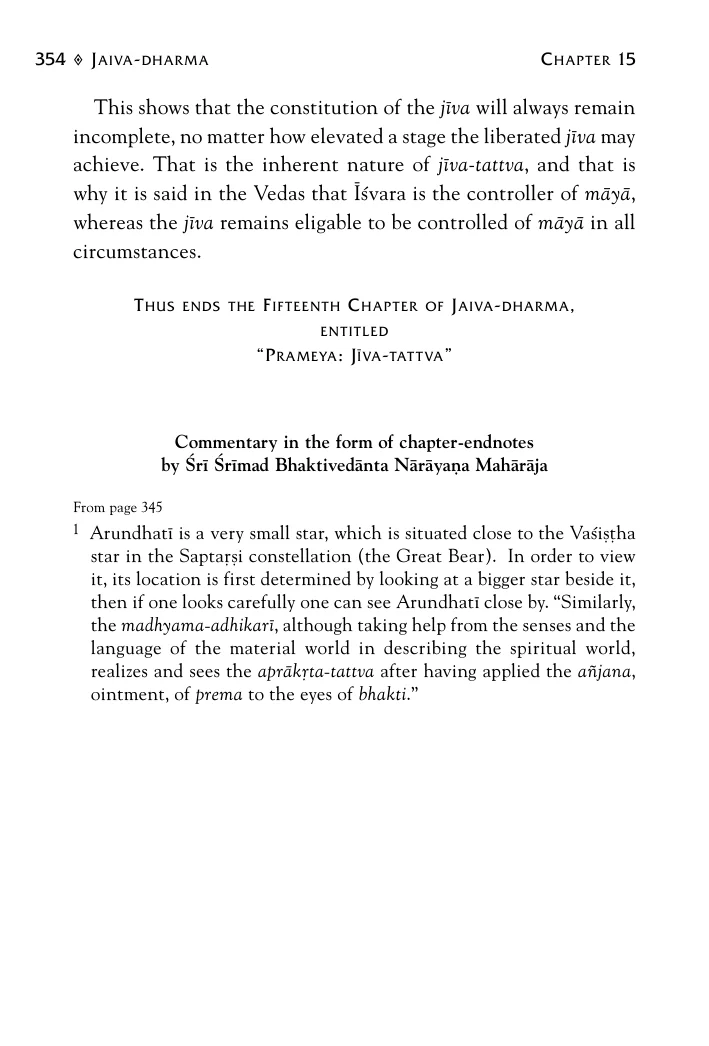 354 ◊ Jaiva-dharma Chapter 15
This shows that the constitution of the jīva will always remain
incomplete, no matter how elevated a stage the liberated jīva may
achieve. That is the inherent nature of jīva-tattva, and that is
why it is said in the Vedas that Īśvara is the controller of māyā,
whereas the jīva remains eligable to be controlled of māyā in all
circumstances.
Thus ends the Fifteenth Chapter of Jaiva-dharma,
entitled
“Prameya: Jīva-tattva”
Commentary in the form of chapter-endnotes
by Śrī Śrīmad Bhaktivedānta Nārāyaṇa Mahārāja
From page 345
1 Arundhatī is a very small star, which is situated close to the Vaśiṣṭha
star in the Saptaṛṣi constellation (the Great Bear). In order to view
it, its location is first determined by looking at a bigger star beside it,
then if one looks carefully one can see Arundhatī close by. “Similarly,
the madhyama-adhikarī, although taking help from the senses and the
language of the material world in describing the spiritual world,
realizes and sees the aprākṛta-tattva after having applied the añjana,
ointment, of prema to the eyes of bhakti.”